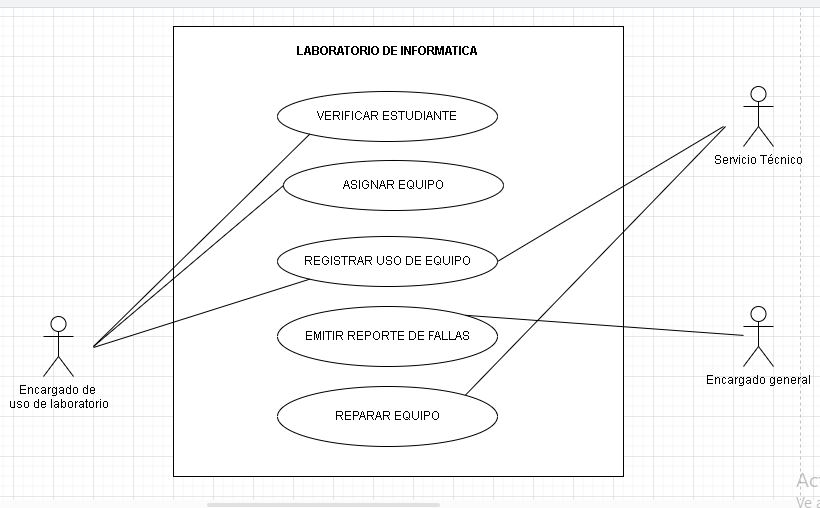 LABORATORIO DE INFORMATICA
VERIFICAR ESTUDIANTE
ASIGNAR EQUIPO
REGISTRAR USO DE EQUIPO
EMITIR REPORTE DE FALLAS
REPARAR EQUIPO
Encargado de
uso de laboratorio
Servicio Técnico
Encargado general
Ve a